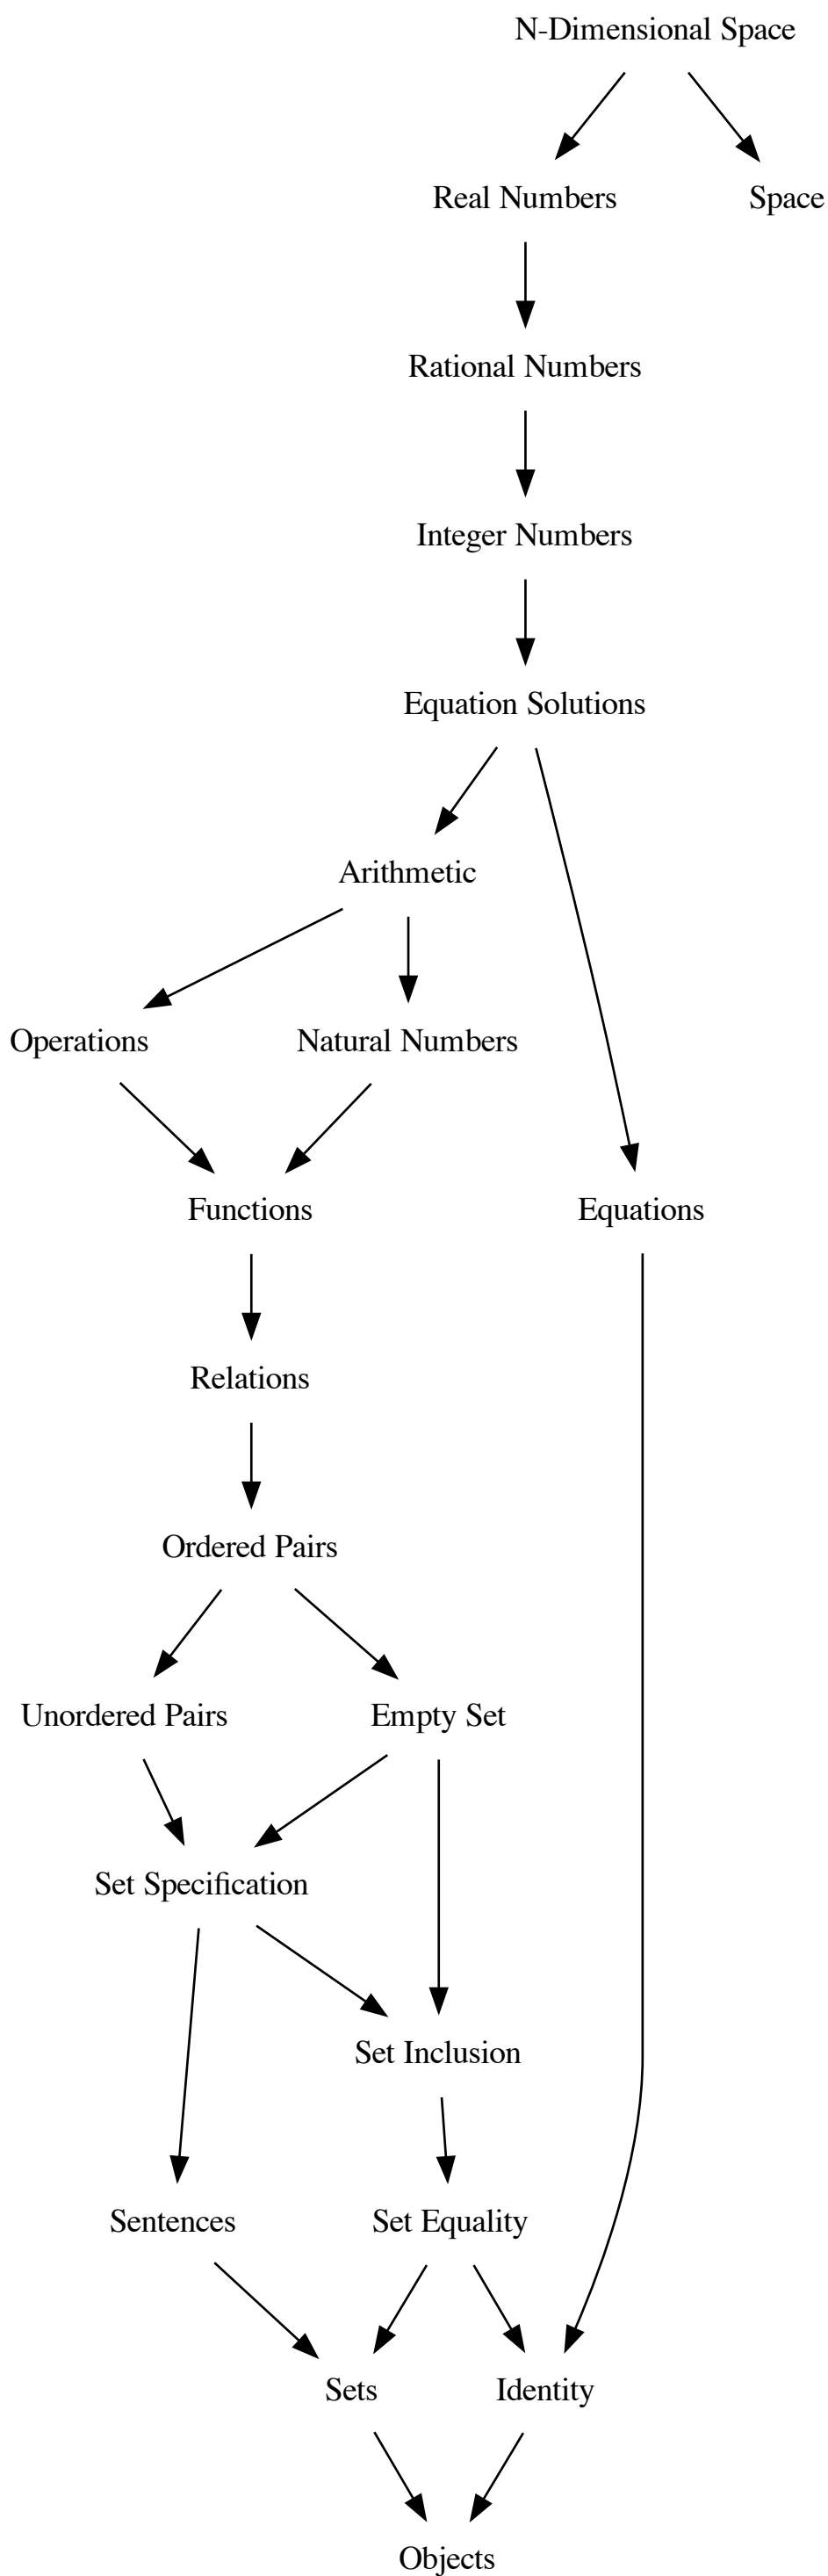 N-Dimensional Space
Real Numbers
Space
Rational Numbers
Integer Numbers
Equation Solutions
Arithmetic
Operations
Natural Numbers
Functions
Equations
Relations
Ordered Pairs
Unordered Pairs
Empty Set
Set Specification
Set Inclusion
Sentences
Set Equality
Sets
Identity
Objects